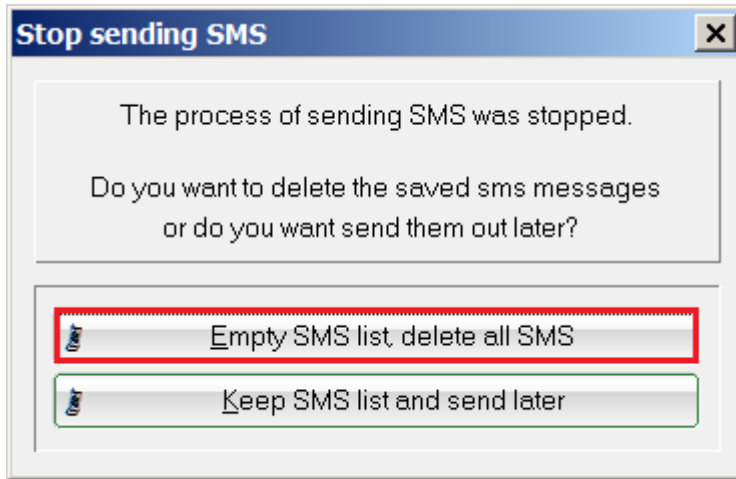 Stop sending SMS
The process of sending SMS was stopped.
Do you want to delete the saved sms messages
or do you want send them out later?
Empty SMS list, delete all SMS
Keep SMS list and send later